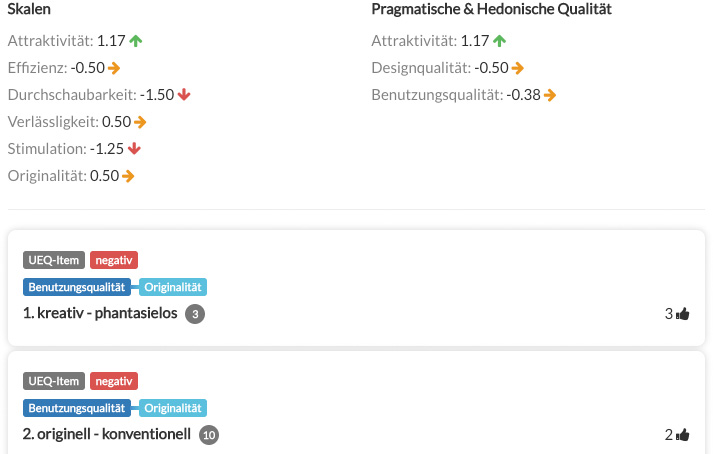 Skalen
Attraktivität: 1.17
Effizienz: -0.50
Durchschaubarkeit: -1.50
Verlässligkeit: 0.50
Stimulation: -1.25
Originalität: 0.50
Pragmatische & Hedonische Qualität
Attraktivität: 1.17
Designqualität: -0.50
Benutzungsqualität: -0.38
UEQ-Item negativ
Benutzungsqualität Originalität
1. kreativ - phantasielos 3 3
UEQ-Item negativ
Benutzungsqualität Originalität
2. originell - konventionell 10 2